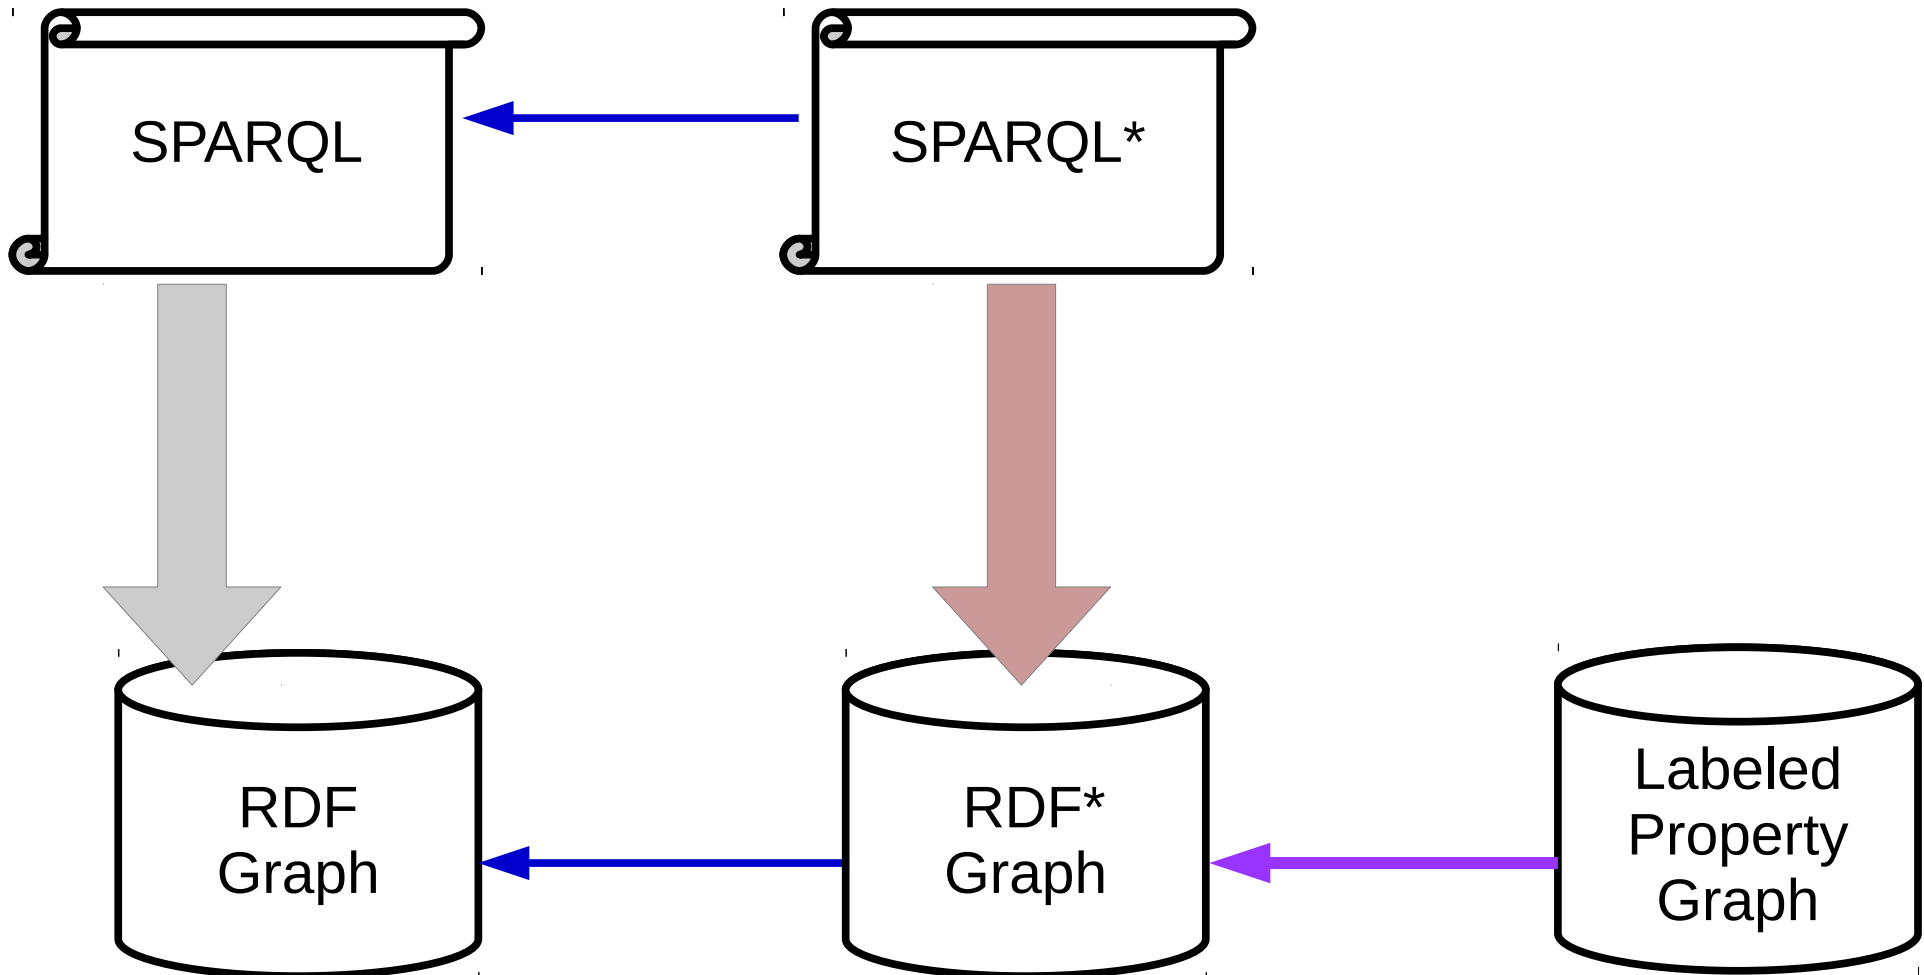 SPARQL
SPARQL*
RDF
Graph
RDF*
Graph
Labeled
Property
Graph